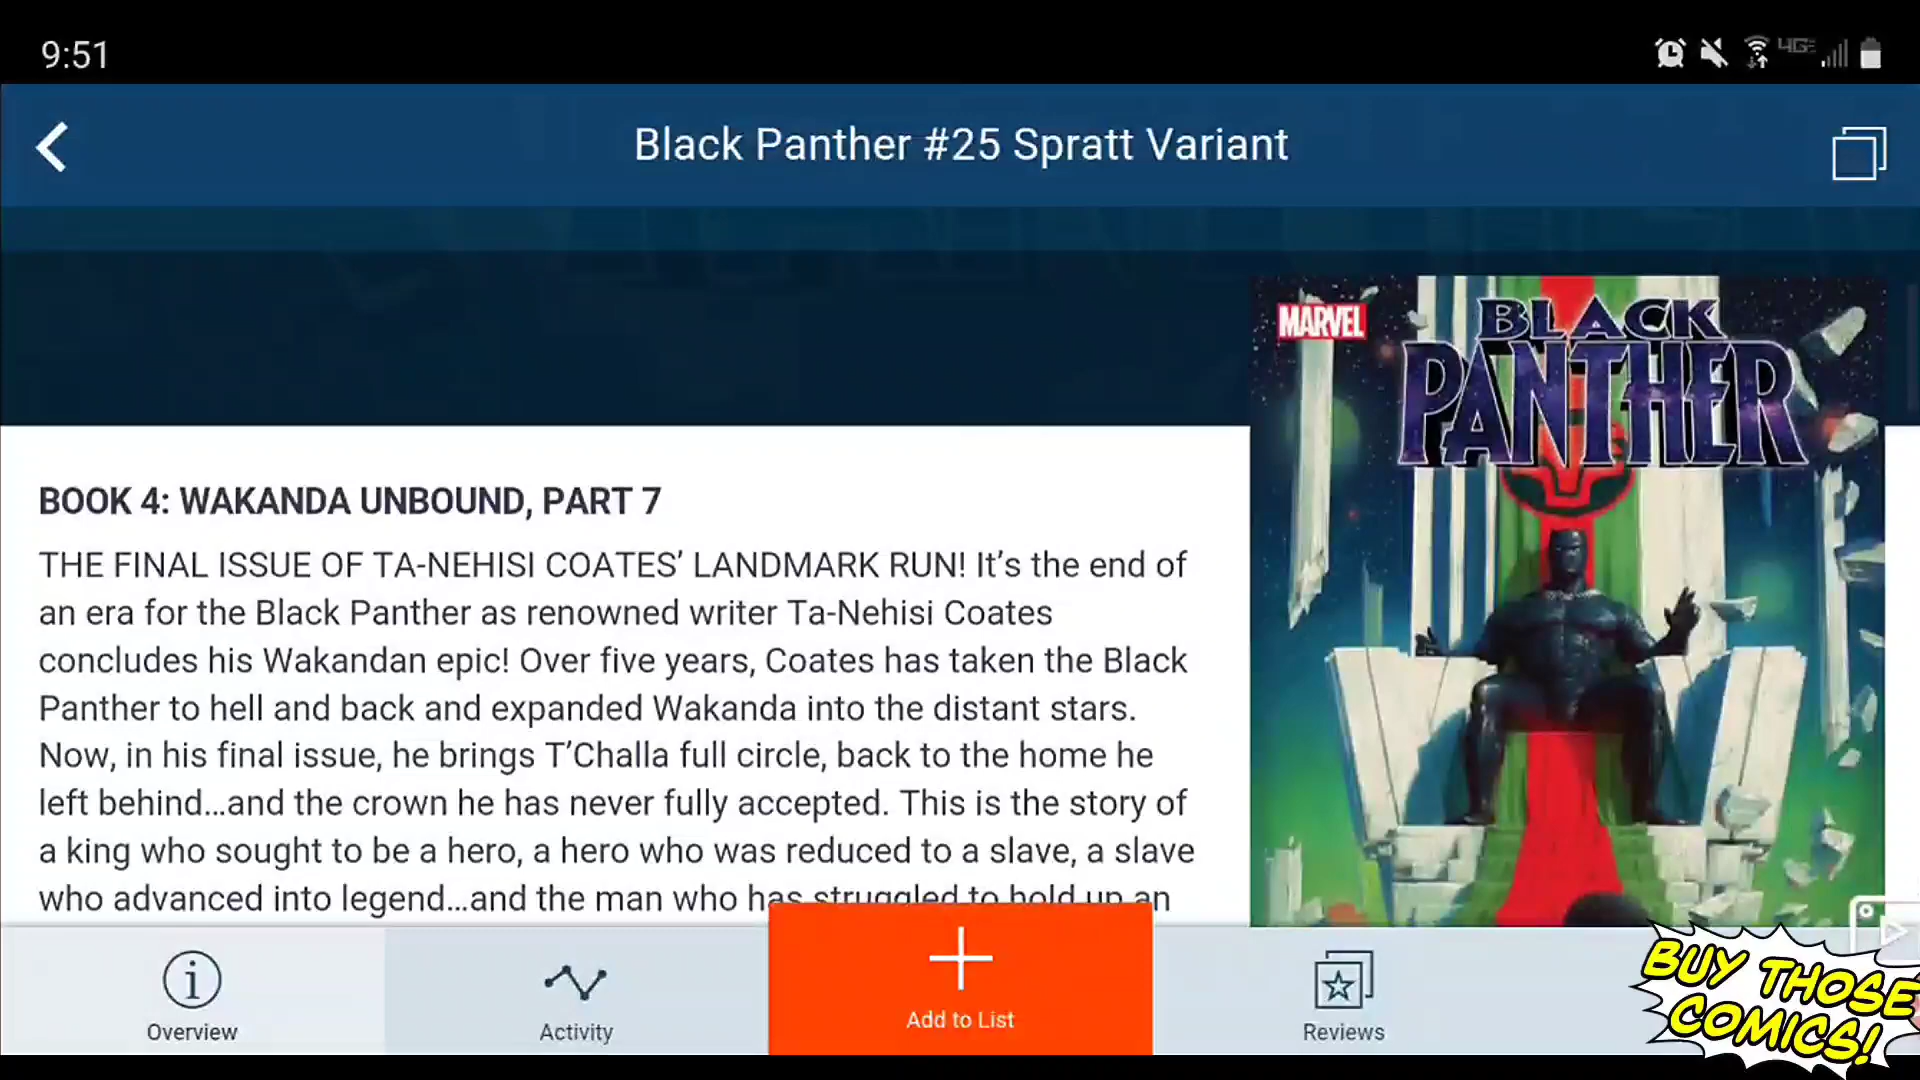 9:51
4GE
Black Panther #25 Spratt Variant
MARVEL
BLACK
PANTHER
BOOK 4: WAKANDA UNBOUND, PART 7
THE FINAL ISSUE OF TA-NEHISI COATES’ LANDMARK RUN! It’s the end of
an era for the Black Panther as renowned writer Ta-Nehisi Coates
concludes his Wakandan epic! Over five years, Coates has taken the Black
Panther to hell and back and expanded Wakanda into the distant stars.
Now, in his final issue, he brings T’Challa full circle, back to the home he
left behind…and the crown he has never fully accepted. This is the story of
a king who sought to be a hero, a hero who was reduced to a slave, a slave
who advanced into legend…and the man who has struggled to hold up an
Overview
Activity
Add to List
Reviews
BUY THOSE
COMICS!